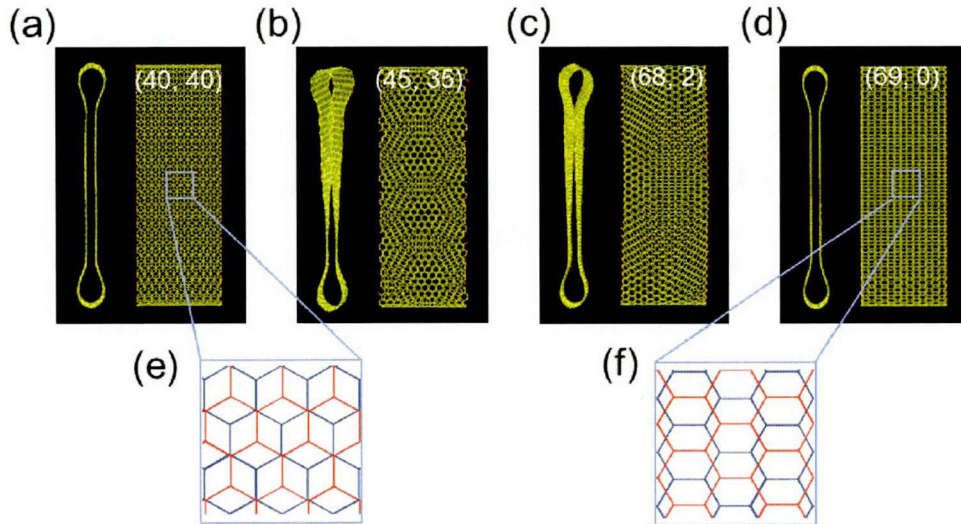 (a)
(40, 40)
(b)
(45, 35)
(c)
(68, 2)
(d)
(69, 0)
(e)
(f)